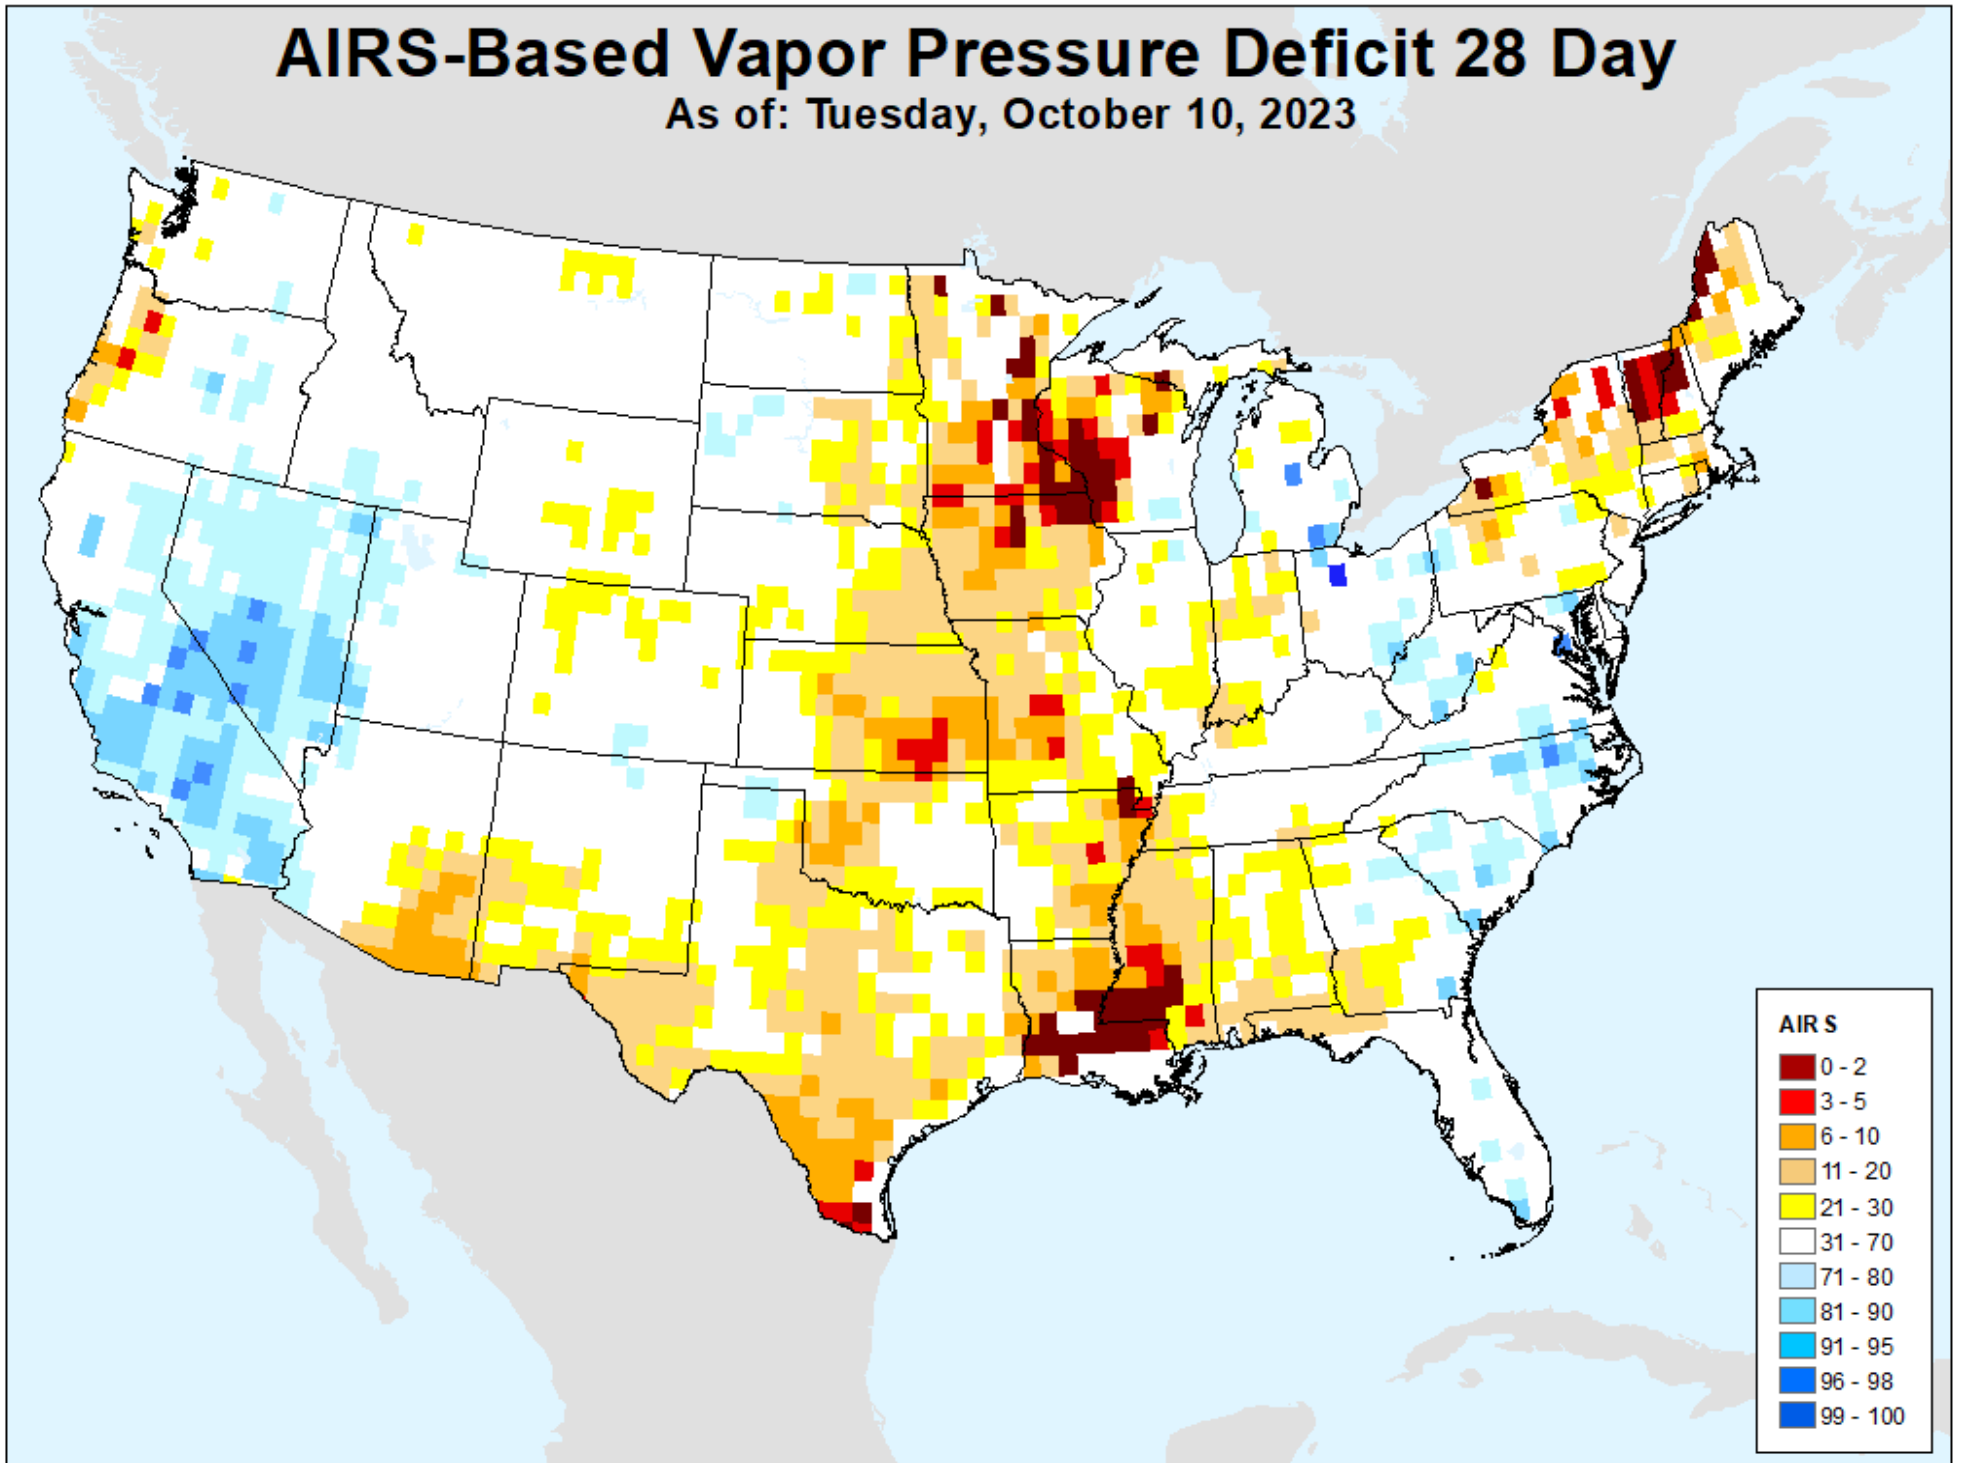 AIRS-Based Vapor Pressure Deficit 28 Day
As of: Tuesday, October 10, 2023
AIRS
0 - 2
3 - 5
6 - 10
11 - 20
21 - 30
31 - 70
71 - 80
81 - 90
91 - 95
96 - 98
99 - 100